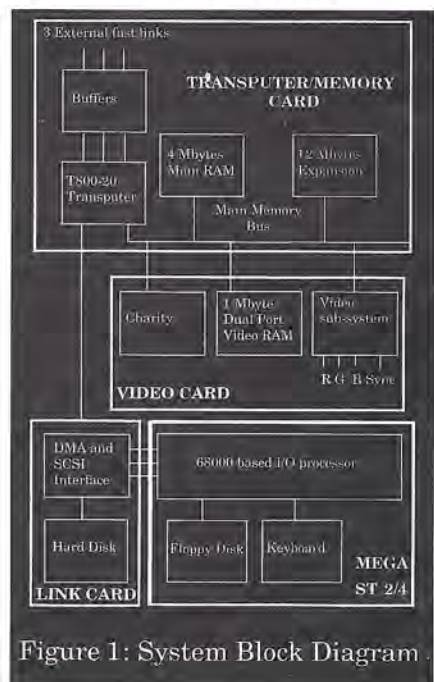 3 External fast links
TRANSPUTER/MEMORY
CARD
Buffers
4 Mbytes
Main RAM
12 Mbytes
Expansion
T800-20
Transputer
Main Memory
Bus
Charity
1 Mbyte
Dual Port
Video RAM
Video
sub-system
R G B Sync
VIDEO CARD
DMA and
SCSI
Interface
68000 based I/O processor
Hard Disk
Floppy Disk
Keyboard
LINK CARD
MEGA
ST 2/4
Figure 1: System Block Diagram